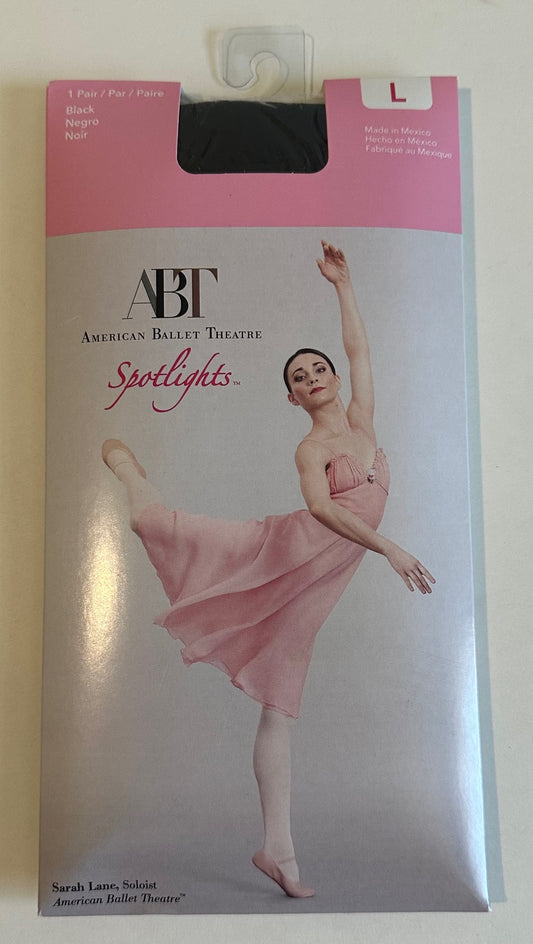 1 Pair / Par / Paire
Black
Negro
Noir
L
Made in Mexico
Hecho en México
Fabriqué au Mexique
ABT
AMERICAN BALLET THEATRE
Spotlights™
Sarah Lane, Soloist
American Ballet Theatre™